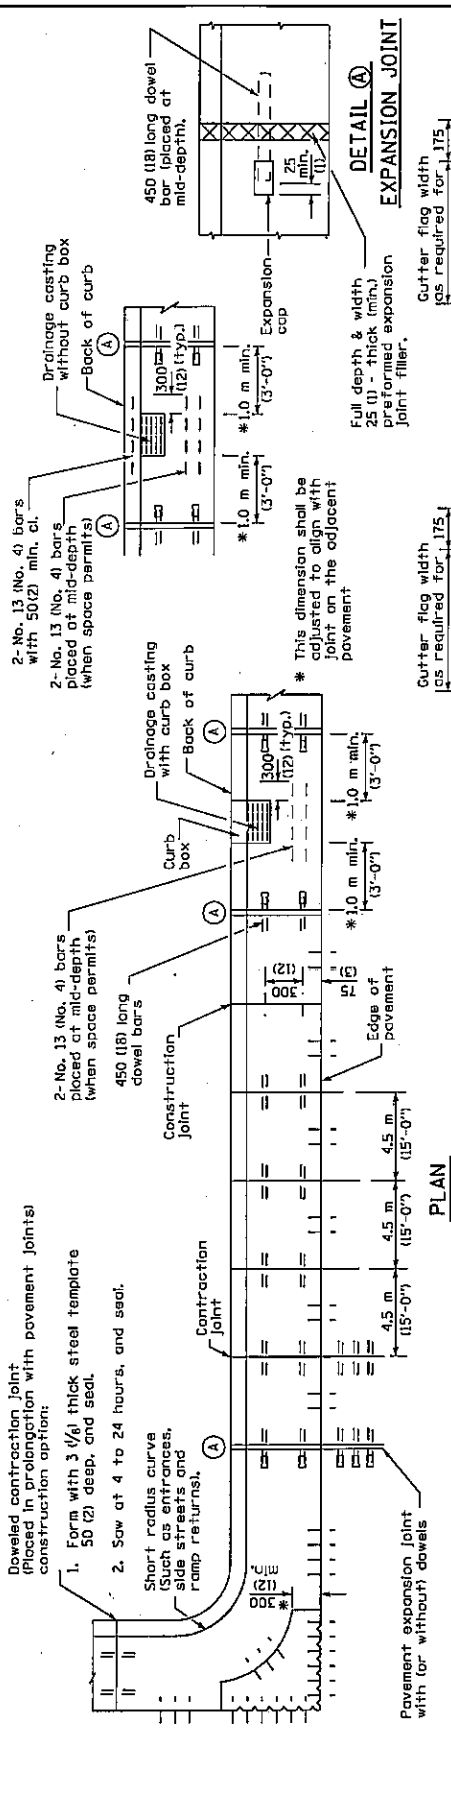 Doweled contraction joint
(Placed in prolongation with pavement joints)
construction option:
1. Form with 3 (1/8) thick steel template
50 (2) deep, and seal.
2. Saw at 4 to 24 hours, and seal.
Short radius curve
(Such as entrances,
side streets and
ramp returns).
* 300
(12)
min.
Pavement expansion joint
with (or without) dowels
A
Contraction
joint
4.5 m
(15'-0")
4.5 m
(15'-0")
4.5 m
(15'-0")
PLAN
Construction
joint
2- No. 13 (No. 4) bars
placed at mid-depth
(when space permits)
450 (18) long
dowel bars
300
(12)
75
(3)
Edge of
pavement
A
Curb
box
Drainage casting
with curb box
Back of curb
A
300
(12) (typ.)
*1.0 m min.
(3'-0")
*1.0 m min.
(3'-0")
* This dimension shall be
adjusted to align with
joint on the adjacent
pavement
2- No. 13 (No. 4) bars
with 50(2) min. cl.
2- No. 13 (No. 4) bars
placed at mid-depth
(when space permits)
Drainage casting
without curb box
Back of curb
A
A
300
(12) (typ.)
*1.0 m min.
(3'-0")
*1.0 m min.
(3'-0")
450 (18) long dowel
bar (placed at
mid-depth).
25
min.
(1)
Expansion
cap
Full depth & width
25 (1) - thick (min.)
preformed expansion
joint filler.
DETAIL A
EXPANSION JOINT
Gutter flag width
as required for
175
Gutter flag width
as required for
175